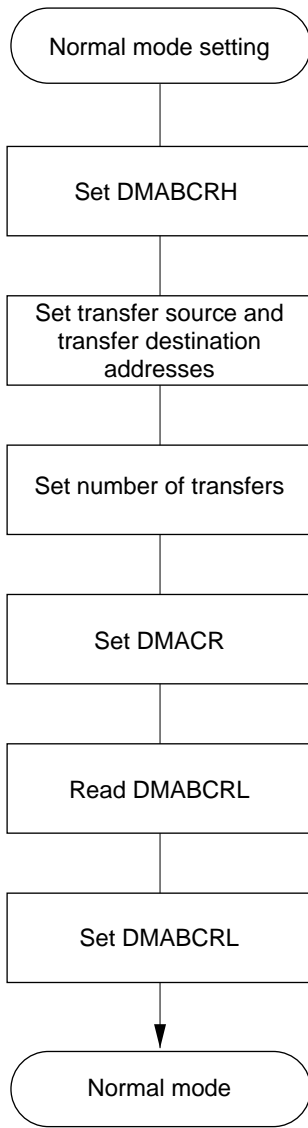 Normal mode setting
Set DMABCRH
Set transfer source and
transfer destination
addresses
Set number of transfers
Set DMACR
Read DMABCRL
Set DMABCRL
Normal mode